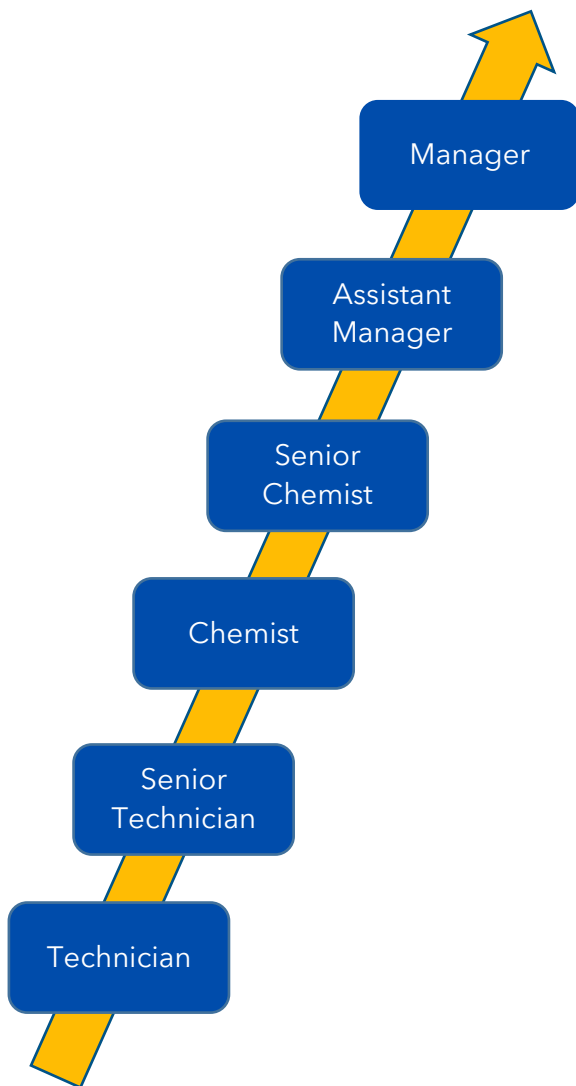 Manager
Assistant
Manager
Senior
Chemist
Chemist
Senior
Technician
Technician